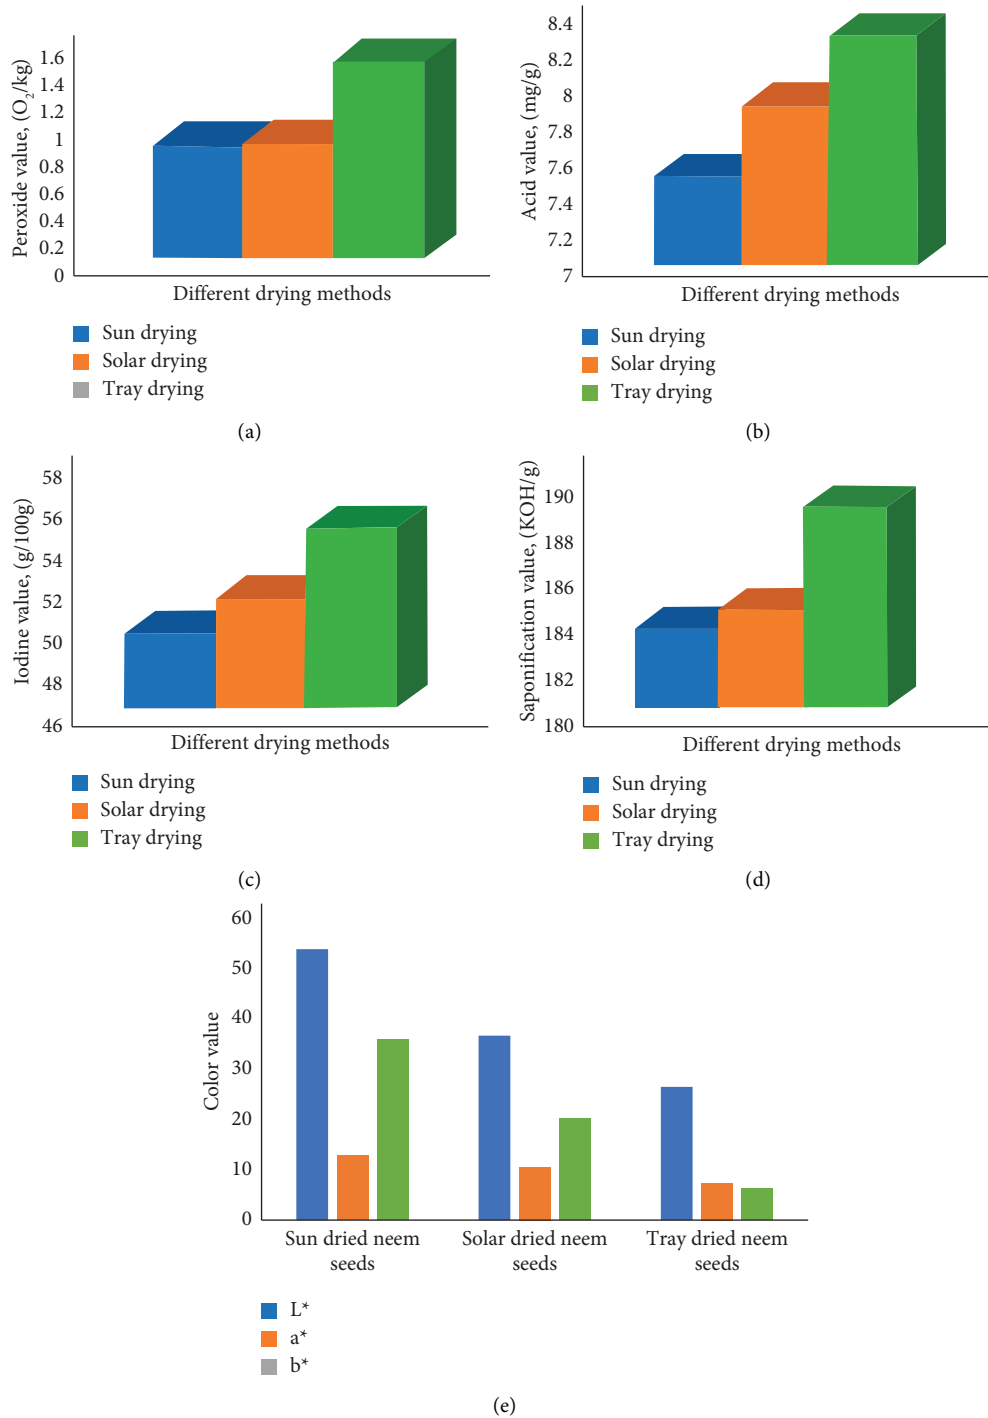 Peroxide value, (O₂/kg)
1.6
1.4
1.2
1
0.8
0.6
0.4
0.2
0
Different drying methods
Sun drying
Solar drying
Tray drying
(a)
Acid value, (mg/g)
8.4
8.2
8
7.8
7.6
7.4
7.2
7
Different drying methods
Sun drying
Solar drying
Tray drying
(b)
Iodine value, (g/100g)
58
56
54
52
50
48
46
Different drying methods
Sun drying
Solar drying
Tray drying
(c)
Saponification value, (KOH/g)
190
188
186
184
182
180
Different drying methods
Sun drying
Solar drying
Tray drying
(d)
Color value
60
50
40
30
20
10
0
Sun dried neem
seeds
Solar dried neem
seeds
Tray dried neem
seeds
L*
a*
b*
(e)